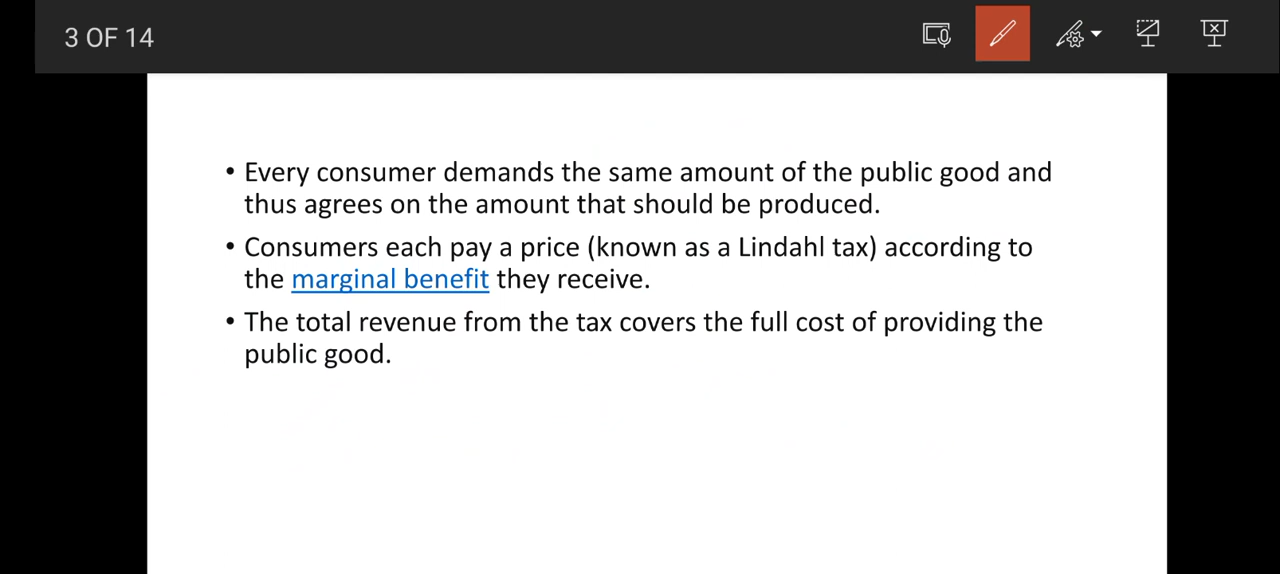 3 OF 14
• Every consumer demands the same amount of the public good and
thus agrees on the amount that should be produced.
• Consumers each pay a price (known as a Lindahl tax) according to
the marginal benefit they receive.
• The total revenue from the tax covers the full cost of providing the
public good.